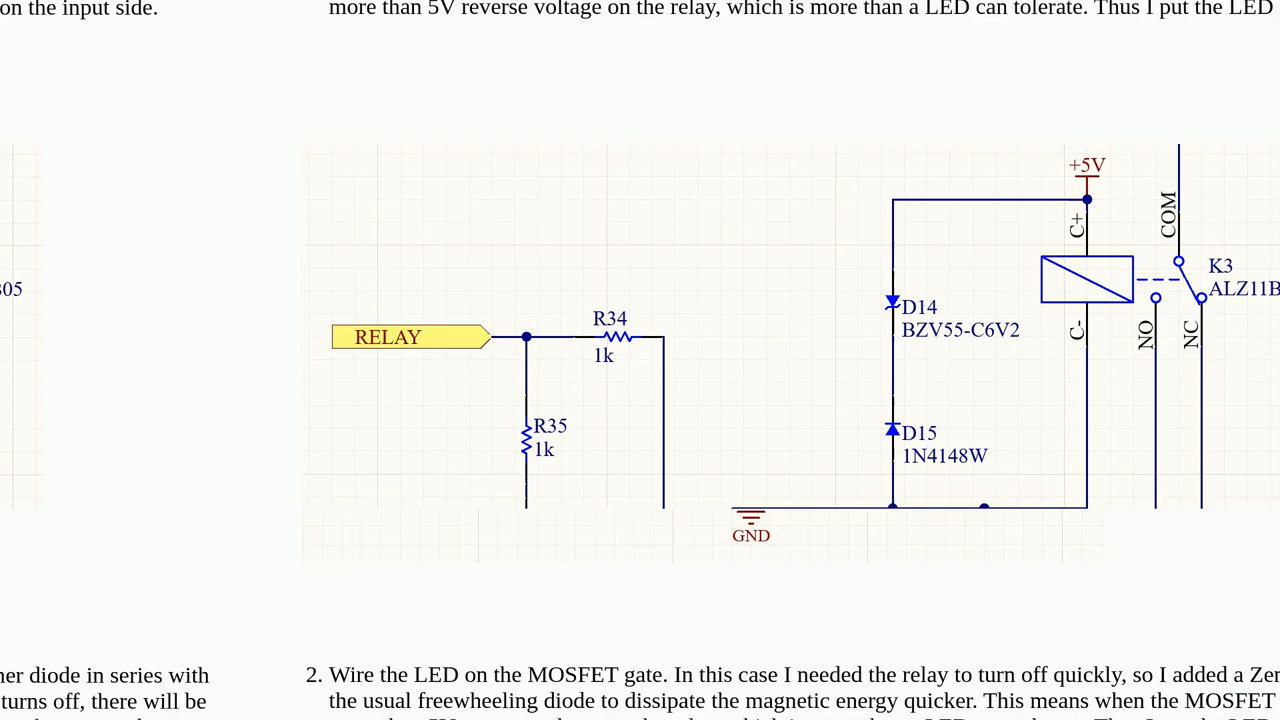 on the input side.
more than 5V reverse voltage on the relay, which is more than a LED can tolerate. Thus I put the LED
+5V
C+
COM
K3
ALZ11B
D14
BZV55-C6V2
C-
NO
NC
305
RELAY
R34
1k
R35
1k
D15
1N4148W
GND
ner diode in series with
turns off, there will be
2. Wire the LED on the MOSFET gate. In this case I needed the relay to turn off quickly, so I added a Zen
the usual freewheeling diode to dissipate the magnetic energy quicker. This means when the MOSFET